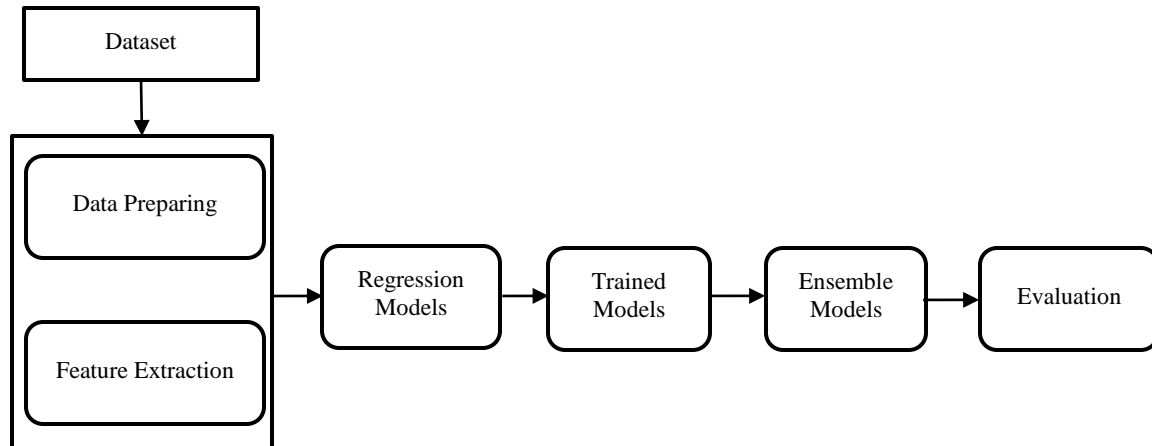 Dataset
Data Preparing
Feature Extraction
Regression
Models
Trained
Models
Ensemble
Models
Evaluation